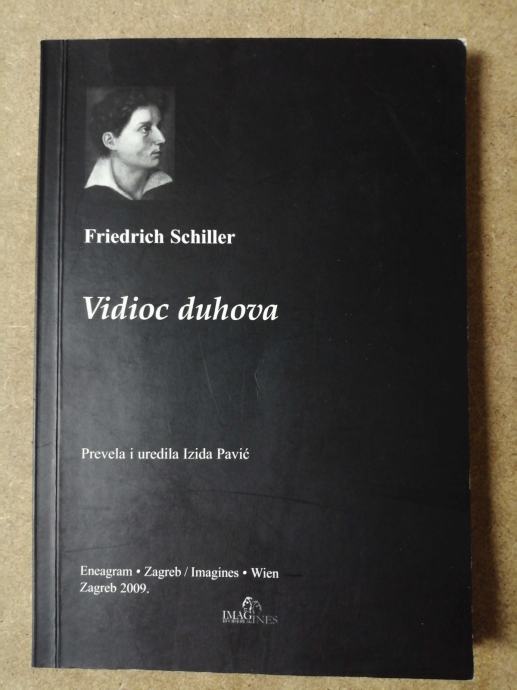 Friedrich Schiller
Vidioc duhova
Prevela i uredila Izida Pavić
Eneagram • Zagreb / Imagines • Wien
Zagreb 2009.
IMAGINES